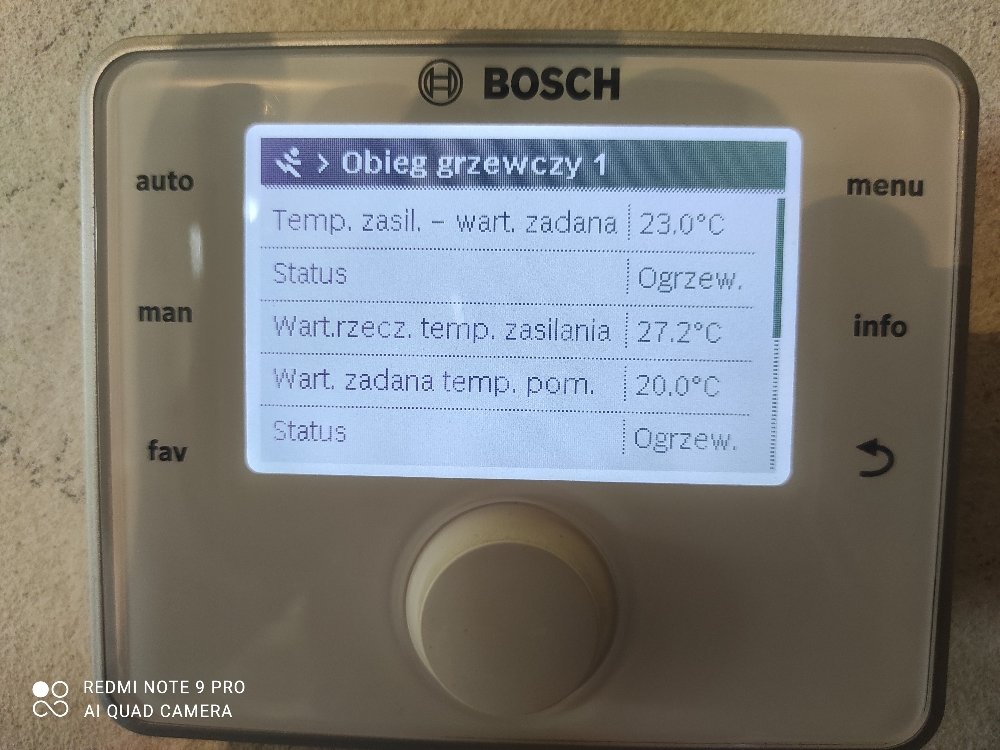 BOSCH
auto
man
fav
menu
info
> Obieg grzewczy 1
Temp. zasil. – wart. zadana 23.0°C
Status Ogrzew.
Wart.rzecz. temp. zasilania 27.2°C
Wart. zadana temp. pom. 20.0°C
Status Ogrzew.
REDMI NOTE 9 PRO
AI QUAD CAMERA